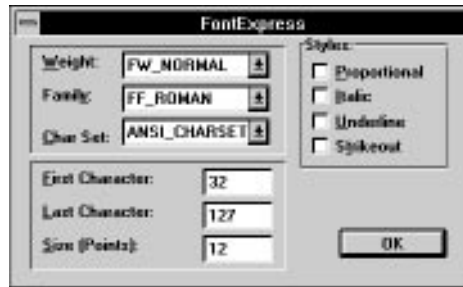 FontExpress
Weight: FW_NORMAL
Family: FF_ROMAN
Char Set: ANSI_CHARSET
Styles:
Proportional
Italic
Underline
Strikeout
First Character: 32
Last Character: 127
Size (Points): 12
OK